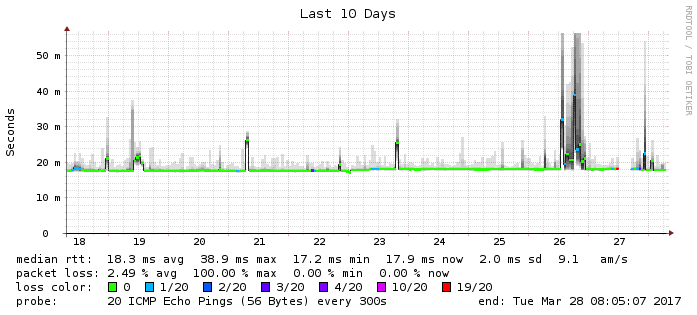 Last 10 Days
RRDTOOL / TOBI OETIKER
Seconds
50 m
40 m
30 m
20 m
10 m
0
18 19 20 21 22 23 24 25 26 27
median rtt: 18.3 ms avg 38.9 ms max 17.2 ms min 17.9 ms now 2.0 ms sd 9.1 am/s
packet loss: 2.49 % avg 100.00 % max 0.00 % min 0.00 % now
loss color: 0 1/20 2/20 3/20 4/20 10/20 19/20
probe: 20 ICMP Echo Pings (56 Bytes) every 300s end: Tue Mar 28 08:05:07 2017